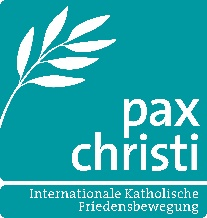 pax
christi
Internationale Katholische
Friedensbewegung